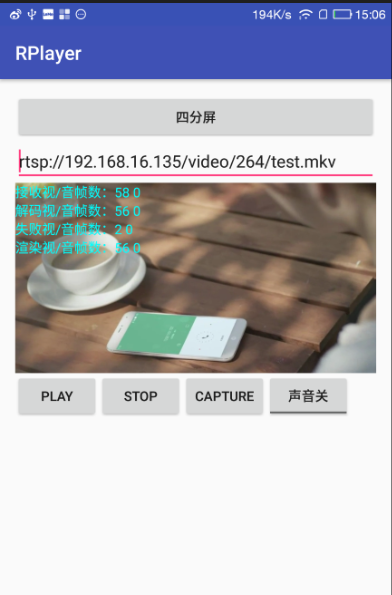 194K/s 15:06
RPlayer
四分屏
rtsp://192.168.16.135/video/264/test.mkv
接收视/音帧数：58 0
解码视/音帧数：56 0
失败视/音帧数：2 0
渲染视/音帧数：56 0
PLAY STOP CAPTURE 声音关